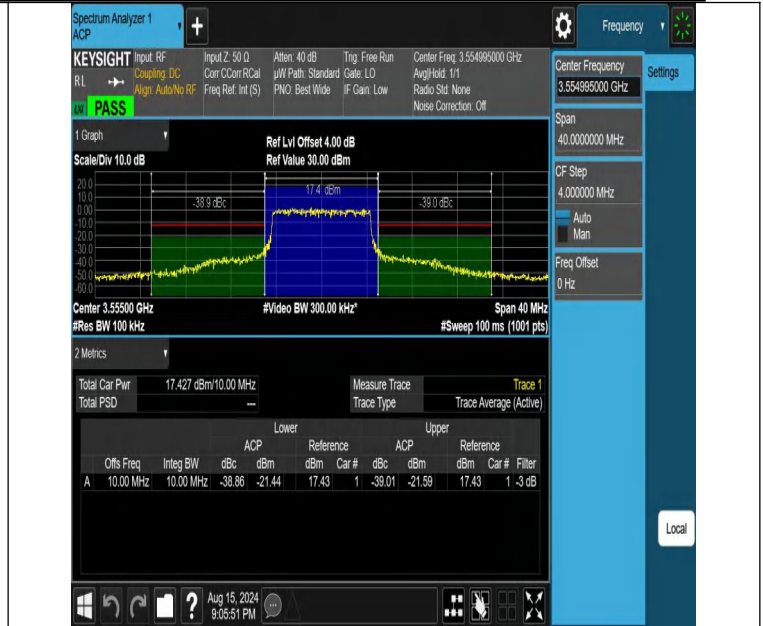 Spectrum Analyzer 1
ACP
+
Frequency
KEYSIGHT
RL
PASS
Input: RF
Coupling: DC
Align: Auto/No RF
Input Z: 50 Ω
Corr CCorr RCal
Freq Ref: Int (S)
Atten: 40 dB
µW Path: Standard
PNO: Best Wide
Trig: Free Run
Gate: LO
IF Gain: Low
Center Freq: 3.554995000 GHz
Avg|Hold: 1/1
Radio Std: None
Noise Correction: Off
1 Graph
Scale/Div 10.0 dB
Ref Lvl Offset 4.00 dB
Ref Value 30.00 dBm
20.0
10.0
0.00
-10.0
-20.0
-30.0
-40.0
-50.0
-60.0
-38.9 dBc
17.4 dBm
-39.0 dBc
Center 3.55500 GHz
#Video BW 300.00 kHz*
Span 40 MHz
#Res BW 100 kHz
#Sweep 100 ms (1001 pts)
2 Metrics
Total Car Pwr 17.427 dBm/10.00 MHz
Total PSD ---
Measure Trace Trace 1
Trace Type Trace Average (Active)
Lower Upper
ACP Reference ACP Reference
Offs Freq Integ BW dBc dBm dBm Car # dBc dBm dBm Car # Filter
A 10.00 MHz 10.00 MHz -38.86 -21.44 17.43 1 -39.01 -21.59 17.43 1 -3 dB
Center Frequency
3.554995000 GHz
Settings
Span
40.0000000 MHz
CF Step
4.000000 MHz
Auto
Man
Freq Offset
0 Hz
Local
?
Aug 15, 2024
9:05:51 PM